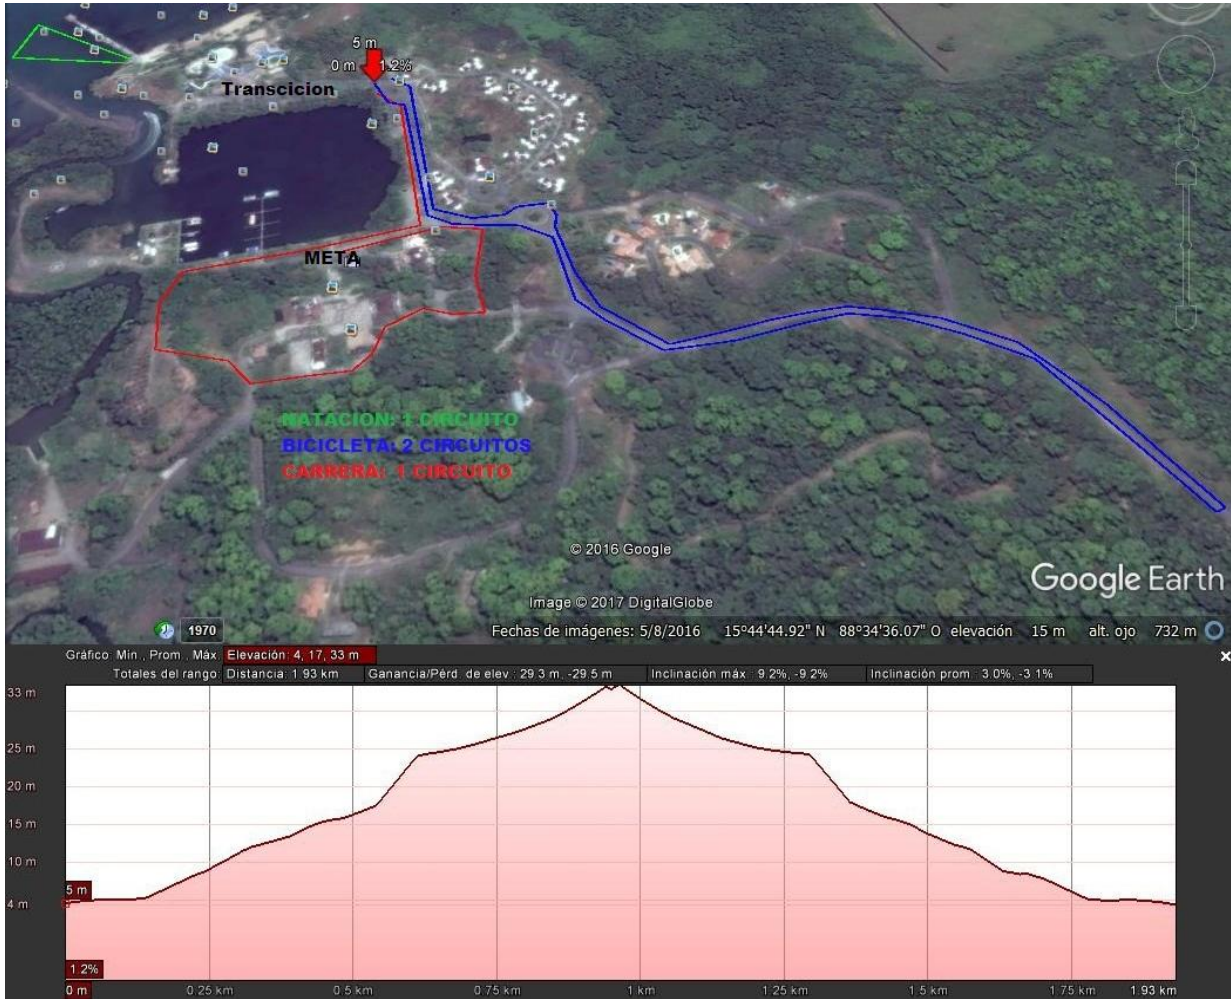 5 m
0 m 1.2%
Transcicion
META
NATACION: 1 CIRCUITO
BICICLETA: 2 CIRCUITOS
CARRERA: 1 CIRCUITO
© 2016 Google
Google Earth
Image © 2017 DigitalGlobe
1970
Fechas de imágenes: 5/8/2016 15º44'44.92" N 88º34'36.07" O elevación 15 m alt. ojo 732 m
Gráfico: Mín., Prom., Máx. Elevación: 4, 17, 33 m
Totales del rango: Distancia: 1.93 km Ganancia/Pérd. de elev.: 29.3 m, -29.5 m Inclinación máx.: 9.2%, -9.2% Inclinación prom.: 3.0%, -3.1%
33 m
25 m
20 m
15 m
10 m
5 m
4 m
1.2%
0 m 0.25 km 0.5 km 0.75 km 1 km 1.25 km 1.5 km 1.75 km 1.93 km